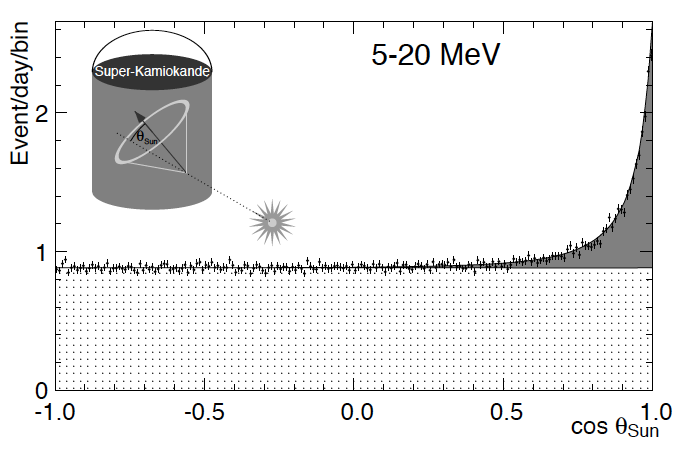 5-20 MeV
Super-Kamiokande
θSun
Event/day/bin
2
1
0
-1.0 -0.5 0.0 0.5 1.0
cos θSun